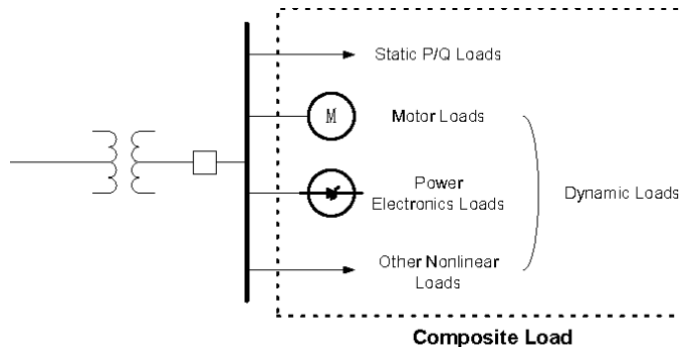 Static P/Q Loads
M
Motor Loads
Power
Electronics Loads
Dynamic Loads
Other Nonlinear
Loads
Composite Load